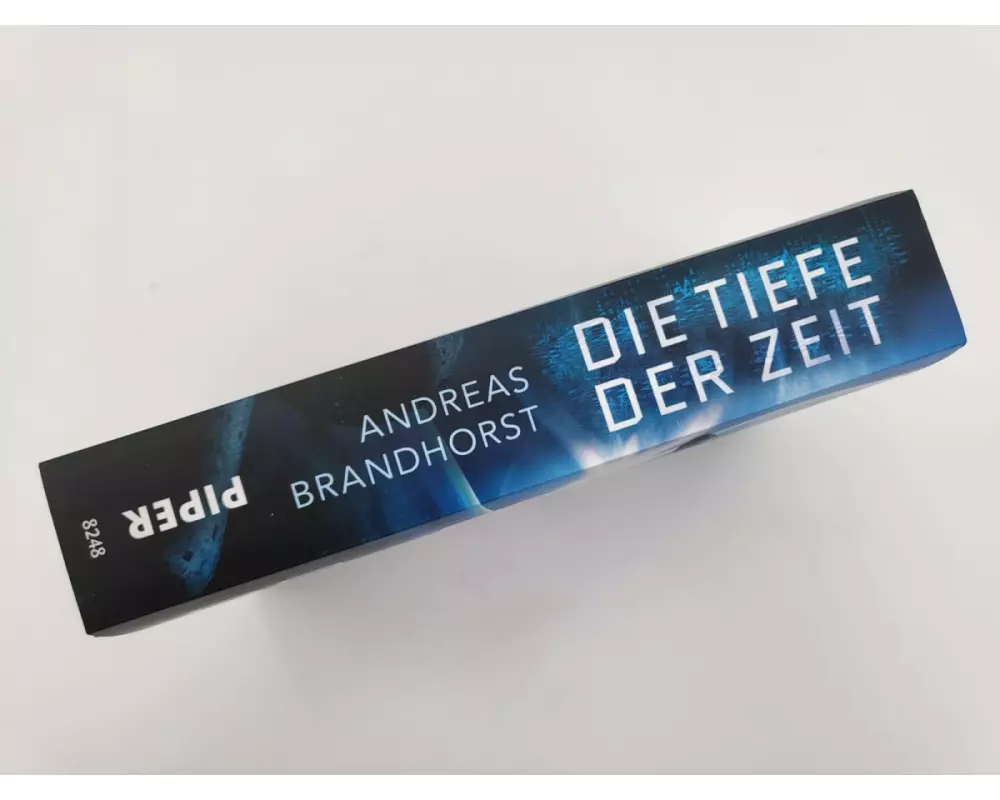 DIE TIEFE
DER ZEIT
ANDREAS
BRANDHORST
PIPER
8248